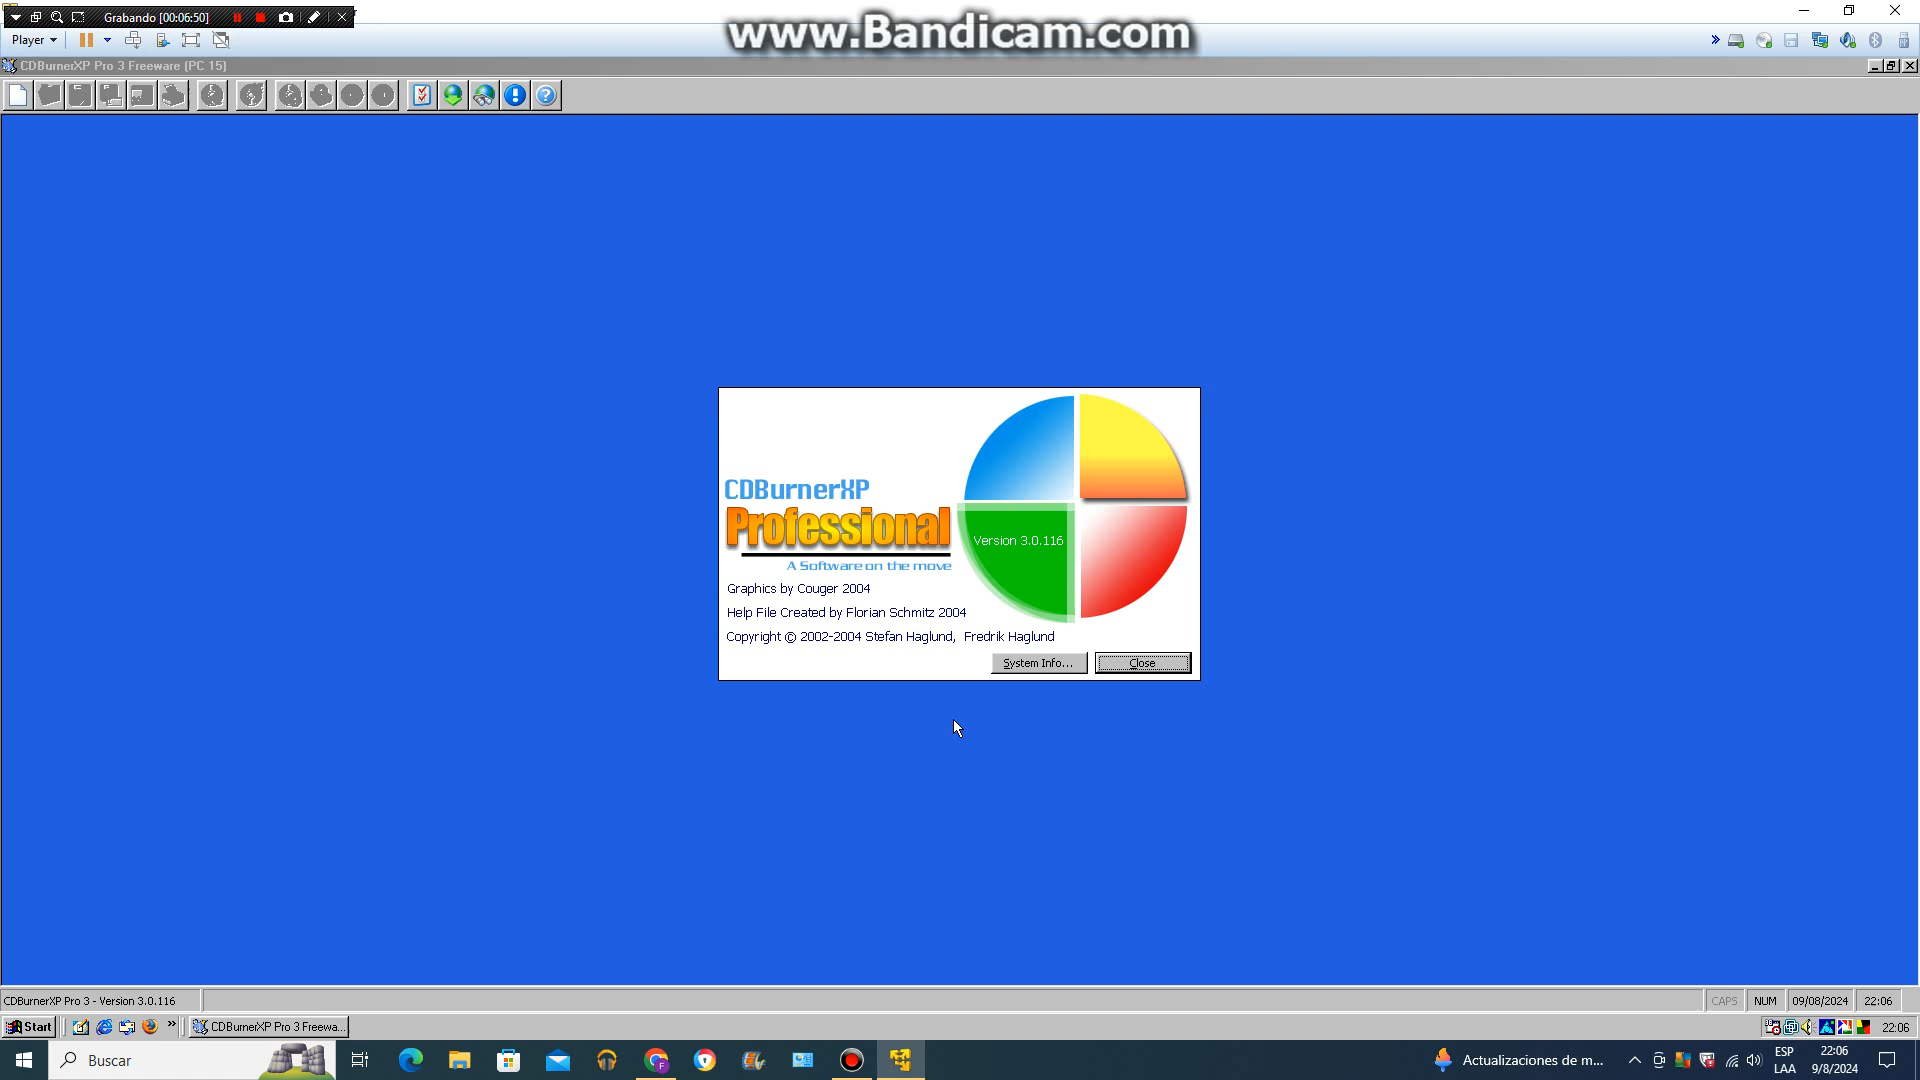 Grabando [00:06:50]
www.Bandicam.com
Player
CDBurnerXP Pro 3 Freeware [PC 15]
CDBurnerXP
Professional
A Software on the move
Version 3.0.116
Graphics by Couger 2004
Help File Created by Florian Schmitz 2004
Copyright © 2002-2004 Stefan Haglund, Fredrik Haglund
System Info...
Close
CDBurnerXP Pro 3 - Version 3.0.116
CAPS
NUM
09/08/2024
22:06
Start
»
CDBurnerXP Pro 3 Freewa...
22:06
Buscar
Actualizaciones de m...
ESP
LAA
22:06
9/8/2024